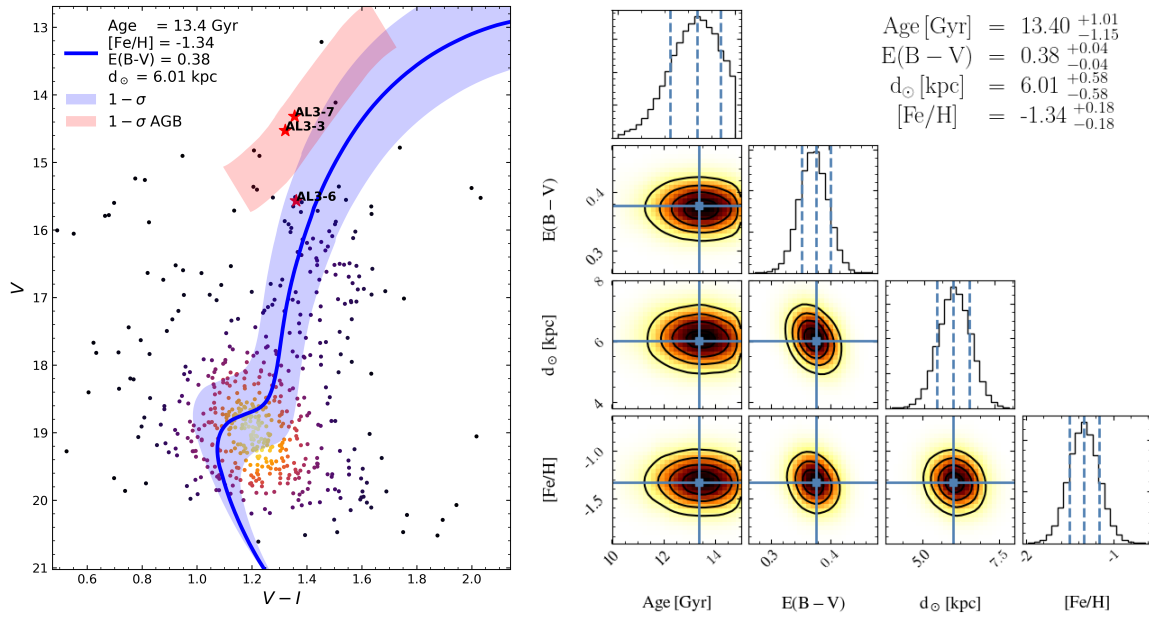 Age = 13.4 Gyr
[Fe/H] = -1.34
E(B-V) = 0.38
d⊙ = 6.01 kpc
1 − σ
1 − σ AGB
AL3-7
AL3-3
AL3-6
13
14
15
16
17
18
19
20
21
V
0.6 0.8 1.0 1.2 1.4 1.6 1.8 2.0
V − I
Age [Gyr] = 13.40 +1.01 −1.15
E(B − V) = 0.38 +0.04 −0.04
d⊙ [kpc] = 6.01 +0.58 −0.58
[Fe/H] = -1.34 +0.18 −0.18
E(B − V)
0.4
0.3
d⊙ [kpc]
8
6
4
[Fe/H]
-1.0
-1.5
10 12 14
Age [Gyr]
0.3 0.4
E(B − V)
5.0 7.5
d⊙ [kpc]
-2 -1
[Fe/H]